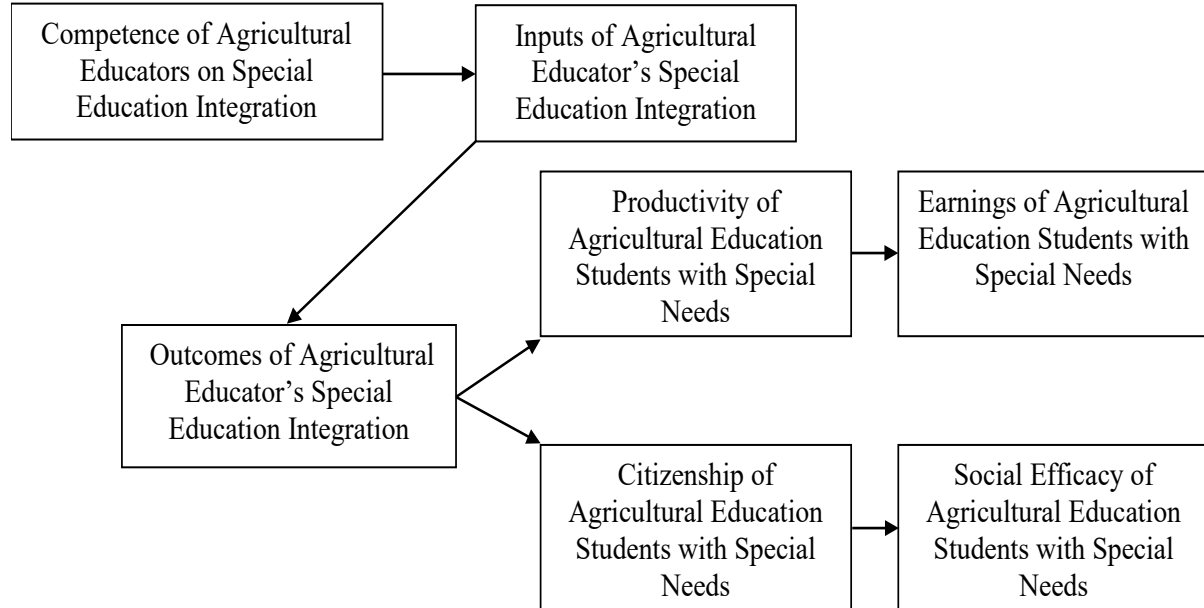 Competence of Agricultural
Educators on Special
Education Integration
Inputs of Agricultural
Educator’s Special
Education Integration
Outcomes of Agricultural
Educator’s Special
Education Integration
Productivity of
Agricultural Education
Students with Special
Needs
Earnings of Agricultural
Education Students with
Special Needs
Citizenship of
Agricultural Education
Students with Special
Needs
Social Efficacy of
Agricultural Education
Students with Special
Needs